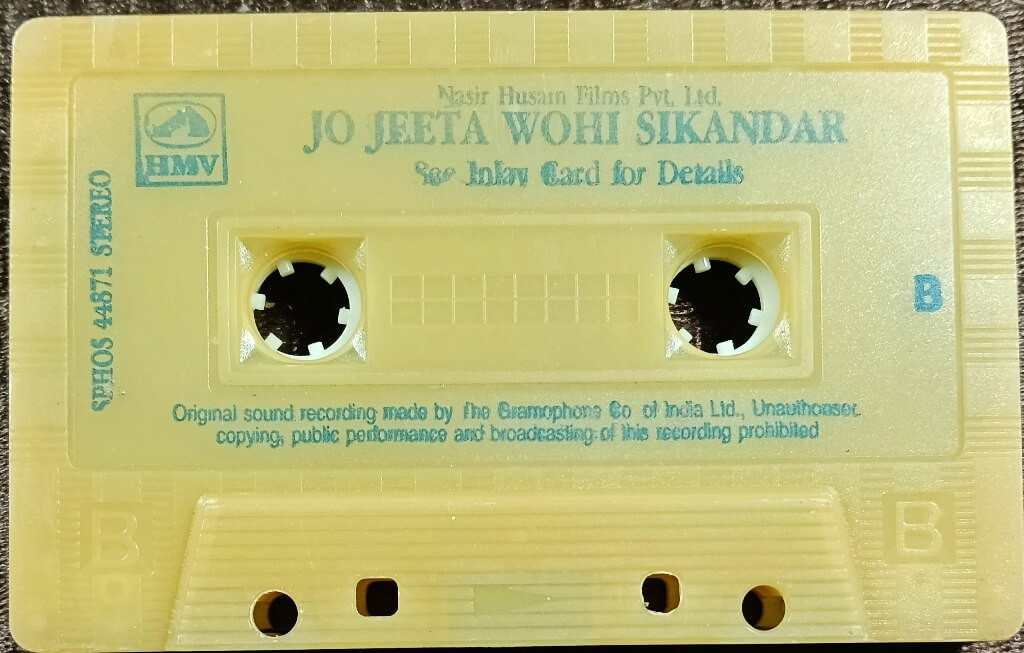 Nasir Husain Films Pvt. Ltd.
JO JEETA WOHI SIKANDAR
See Inlay Card for Details
HMV
SPHOS 44871 STEREO
B
Original sound recording made by The Gramophone Co. of India Ltd., Unauthorised
copying, public performance and broadcasting of this recording prohibited
B
B